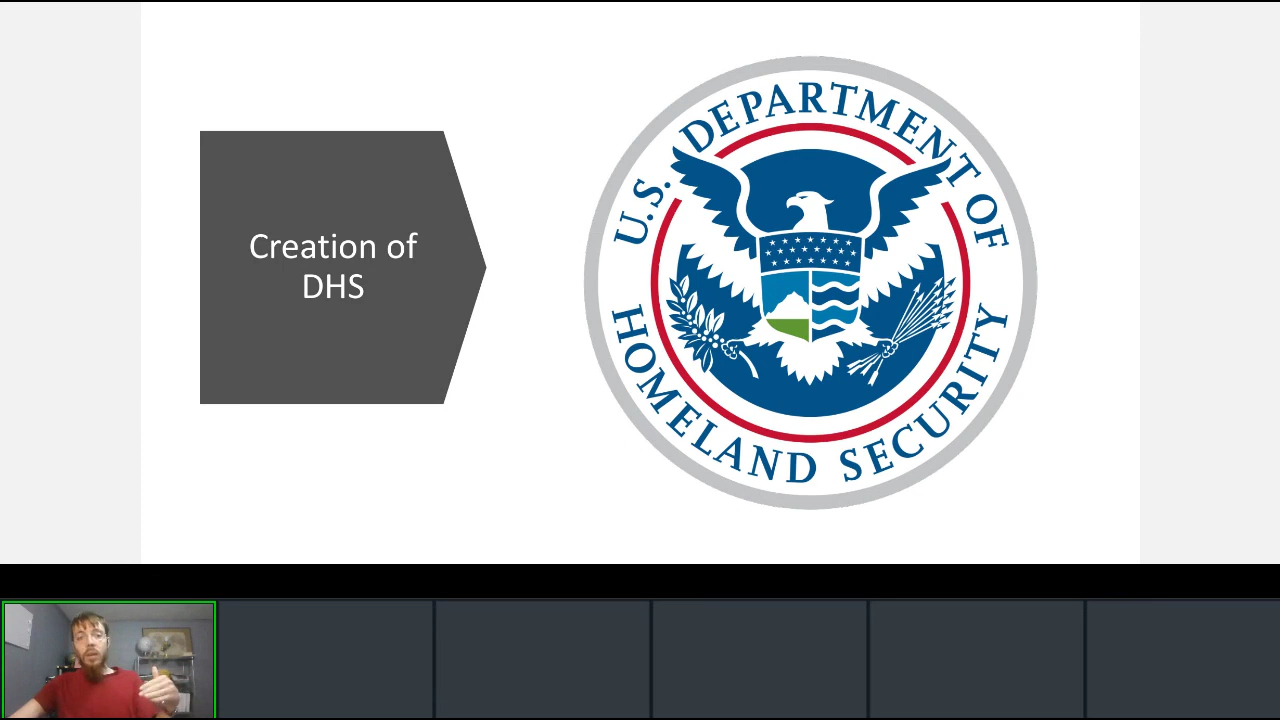 Creation of
DHS
U.S. DEPARTMENT OF
HOMELAND SECURITY